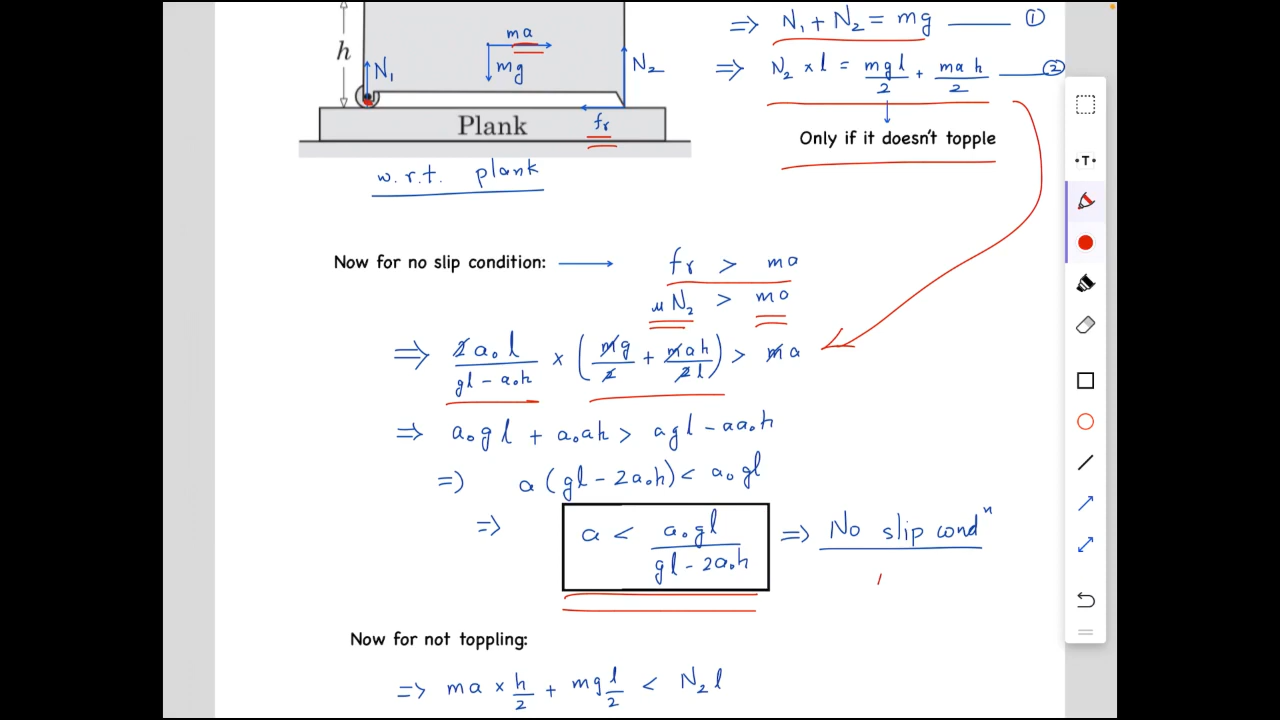 h
ma
mg
N₁
N₂
Plank
fr
w.r.t. plank
⇒ N₁ + N₂ = mg —— ①
⇒ N₂ × l = mgl/2 + mah/2 —— ②
Only if it doesn't topple
Now for no slip condition: → fr > ma
μN₂ > ma
⇒ 2a₀l/(gl - a₀h) × (mg/2 + mah/2l) > ma
⇒ a₀gl + a₀ah > agl - aa₀h
⇒) a(gl - 2a₀h) < a₀gl
⇒ a < a₀gl/(gl - 2a₀h) ⇒ No slip condⁿ
Now for not toppling:
⇒ ma × h/2 + mg l/2 < N₂l
T